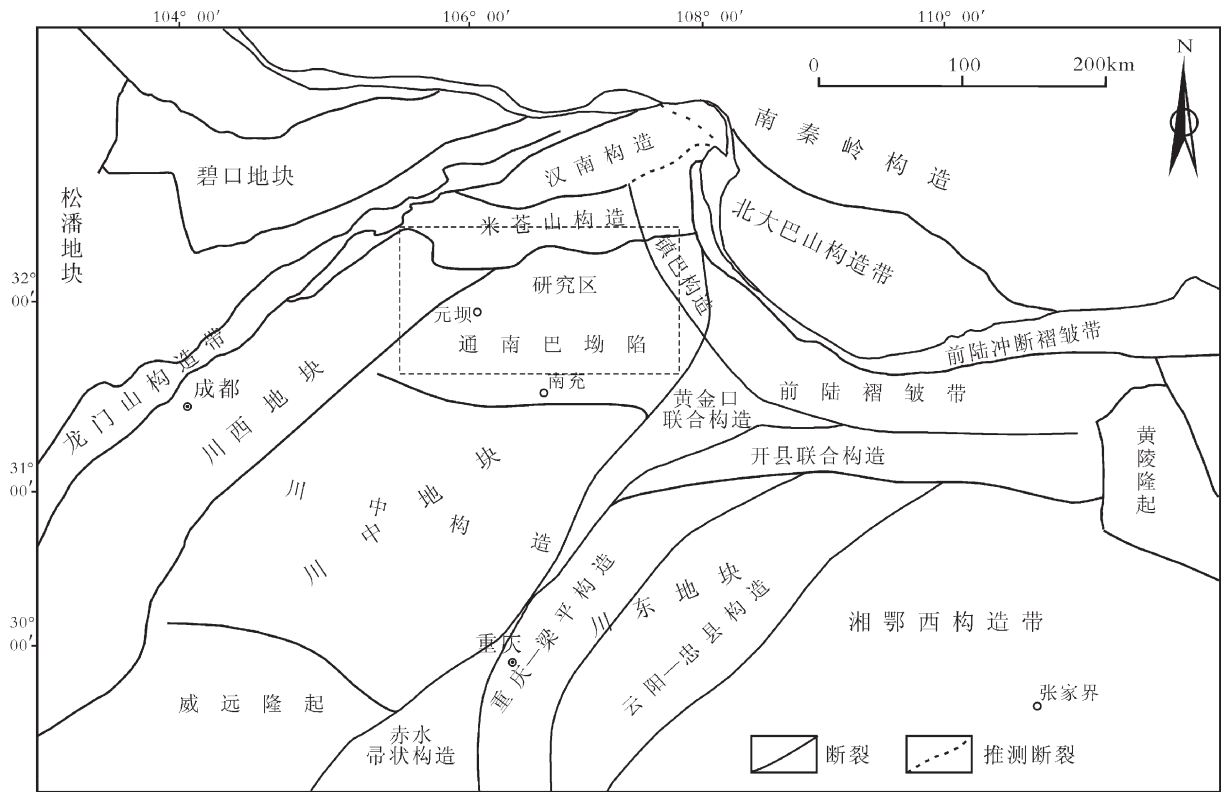 104° 00′
106° 00′
108° 00′
110° 00′
0
100
200km
N
南秦岭构造
汉南构造
碧口地块
松潘地块
米苍山构造
北大巴山构造带
镇巴构造
32°
00′
研究区
元坝
通南巴坳陷
前陆冲断褶皱带
龙门山构造带
成都
川西地块
南充
黄金口
联合构造
前陆褶皱带
黄陵隆起
31°
00′
开县联合构造
川中地块
川中构造
30°
00′
重庆
重庆—梁平构造
川东地块
云阳—忠县构造
湘鄂西构造带
张家界
威远隆起
赤水
帚状构造
断裂
推测断裂